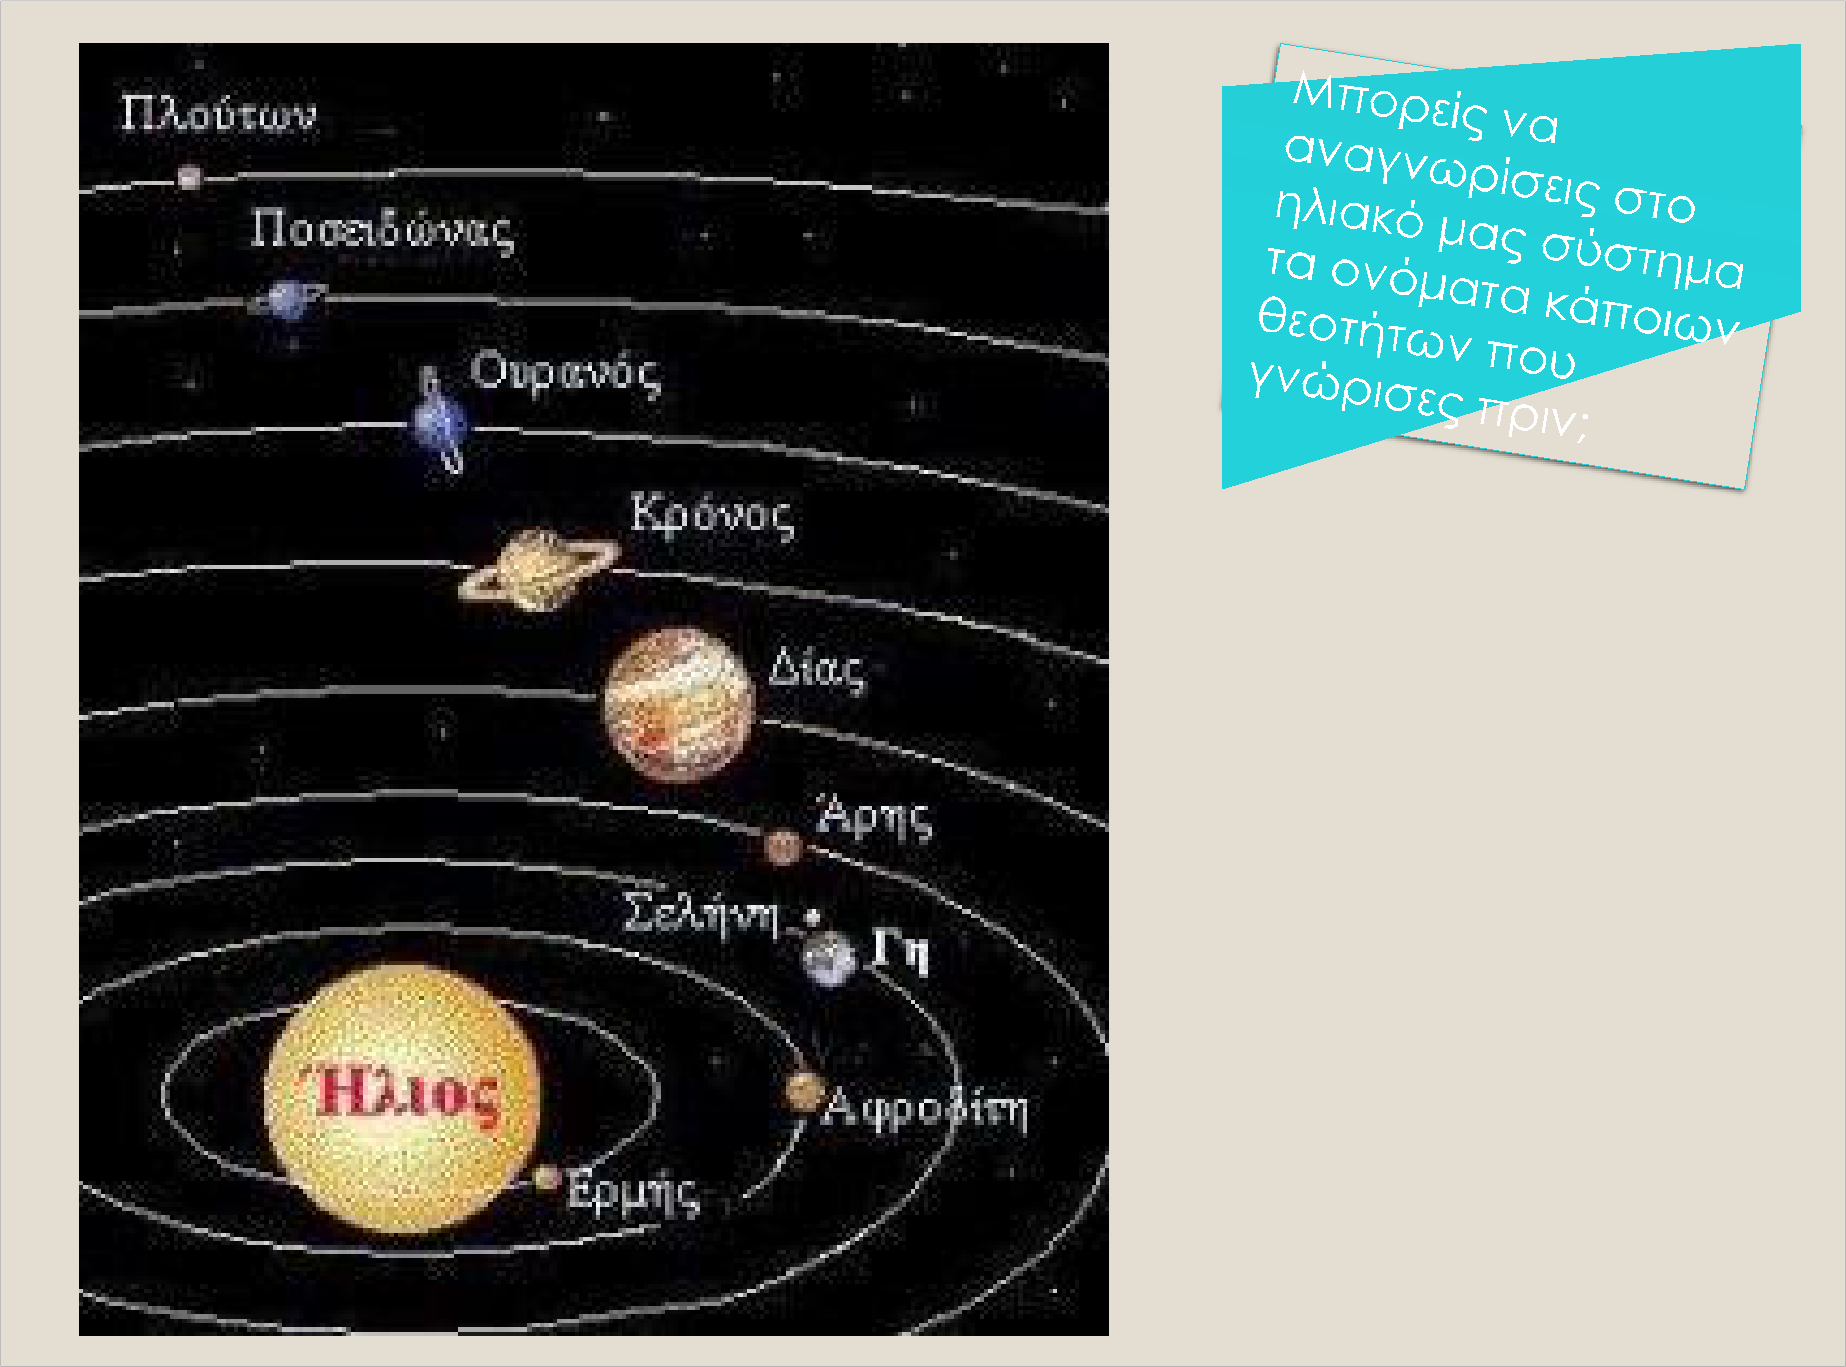 Πλούτων
Ποσειδώνας
Ουρανός
Κρόνος
Δίας
Άρης
Σελήνη
Γη
Ήλιος
Αφροδίτη
Ερμής
Μπορείς να
αναγνωρίσεις στο
ηλιακό μας σύστημα
τα ονόματα κάποιων
θεοτήτων που
γνώρισες πριν;